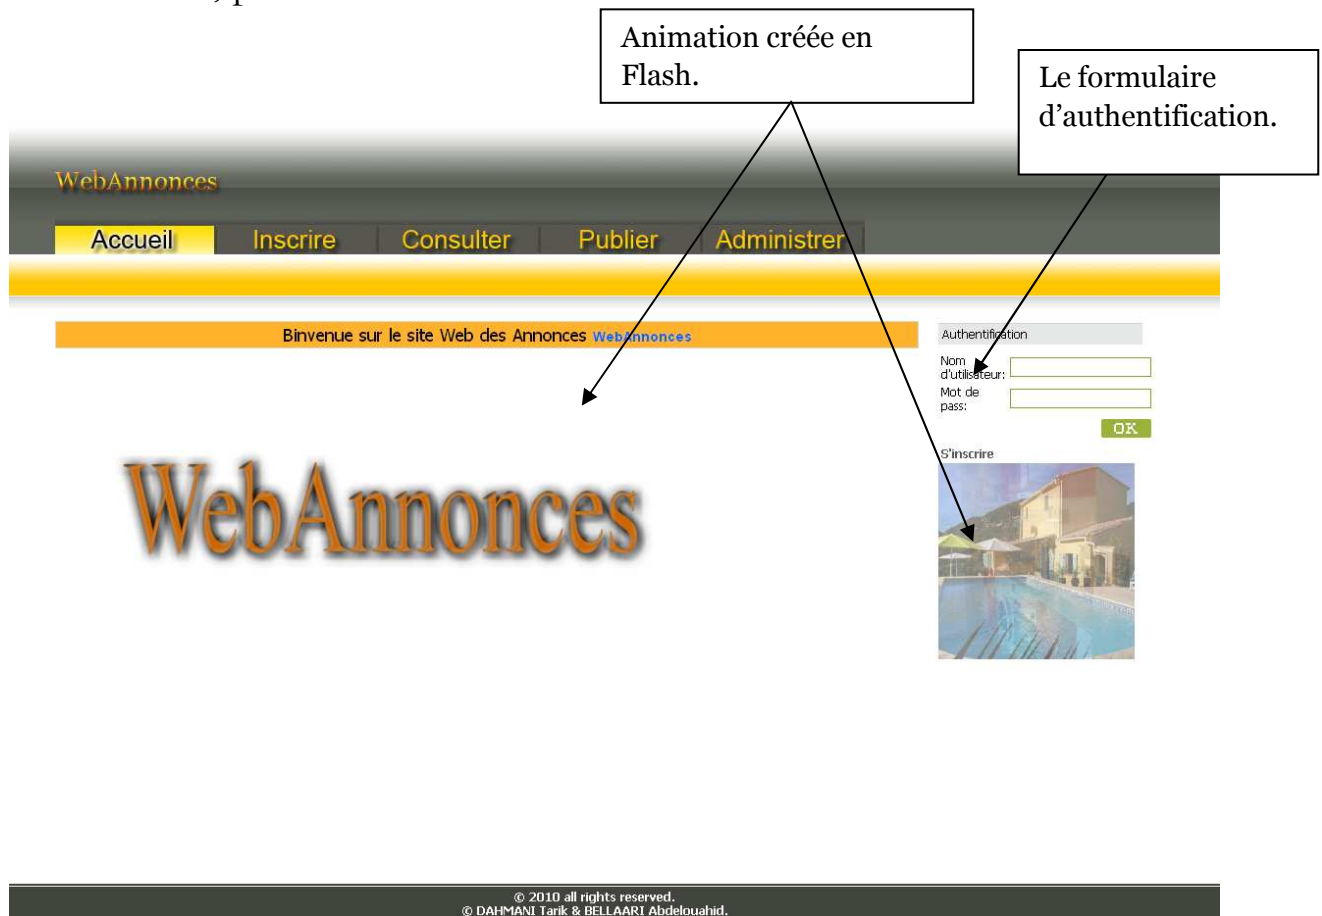 Animation créée en
Flash.
Le formulaire
d'authentification.
WebAnnonces
Accueil Inscrire Consulter Publier Administrer
Binvenue sur le site Web des Annonces WebAnnonces
Authentification
Nom
d'utilisateur:
Mot de
pass:
OK
S'inscrire
WebAnnonces
© 2010 all rights reserved.
© DAHMANI Tarik & BELLAARI Abdelouahid.